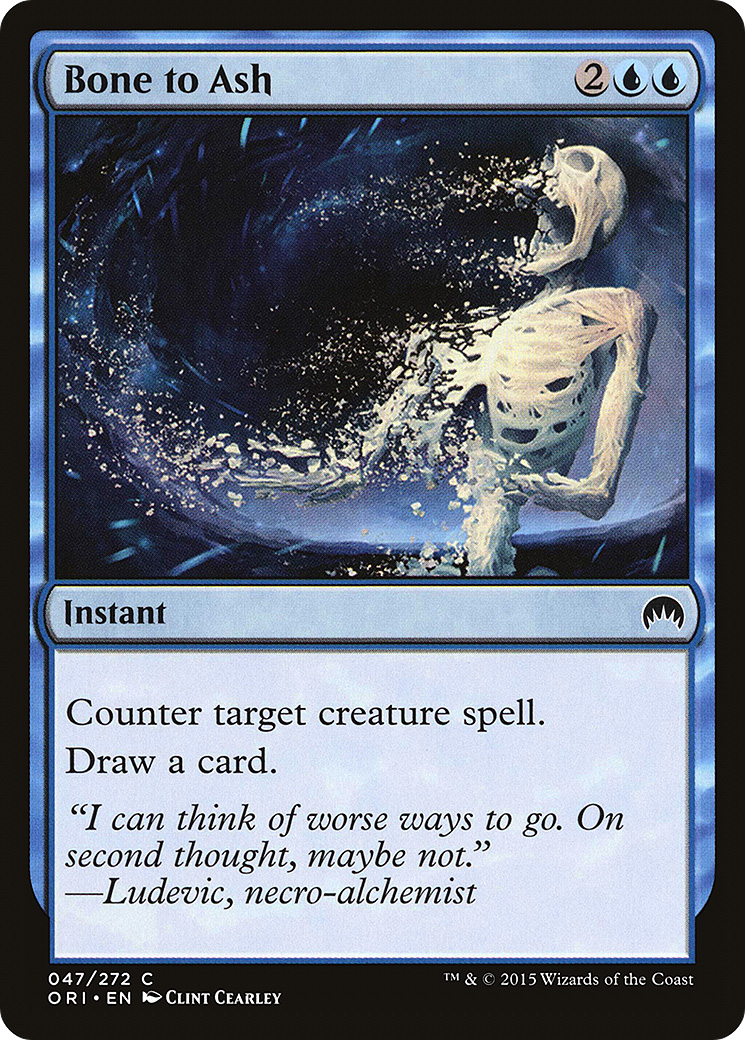 Bone to Ash
2
Instant
Counter target creature spell.
Draw a card.
“I can think of worse ways to go. On
second thought, maybe not.”
—Ludevic, necro-alchemist
047/272 C
ORI • EN Clint Cearley
™ & © 2015 Wizards of the Coast